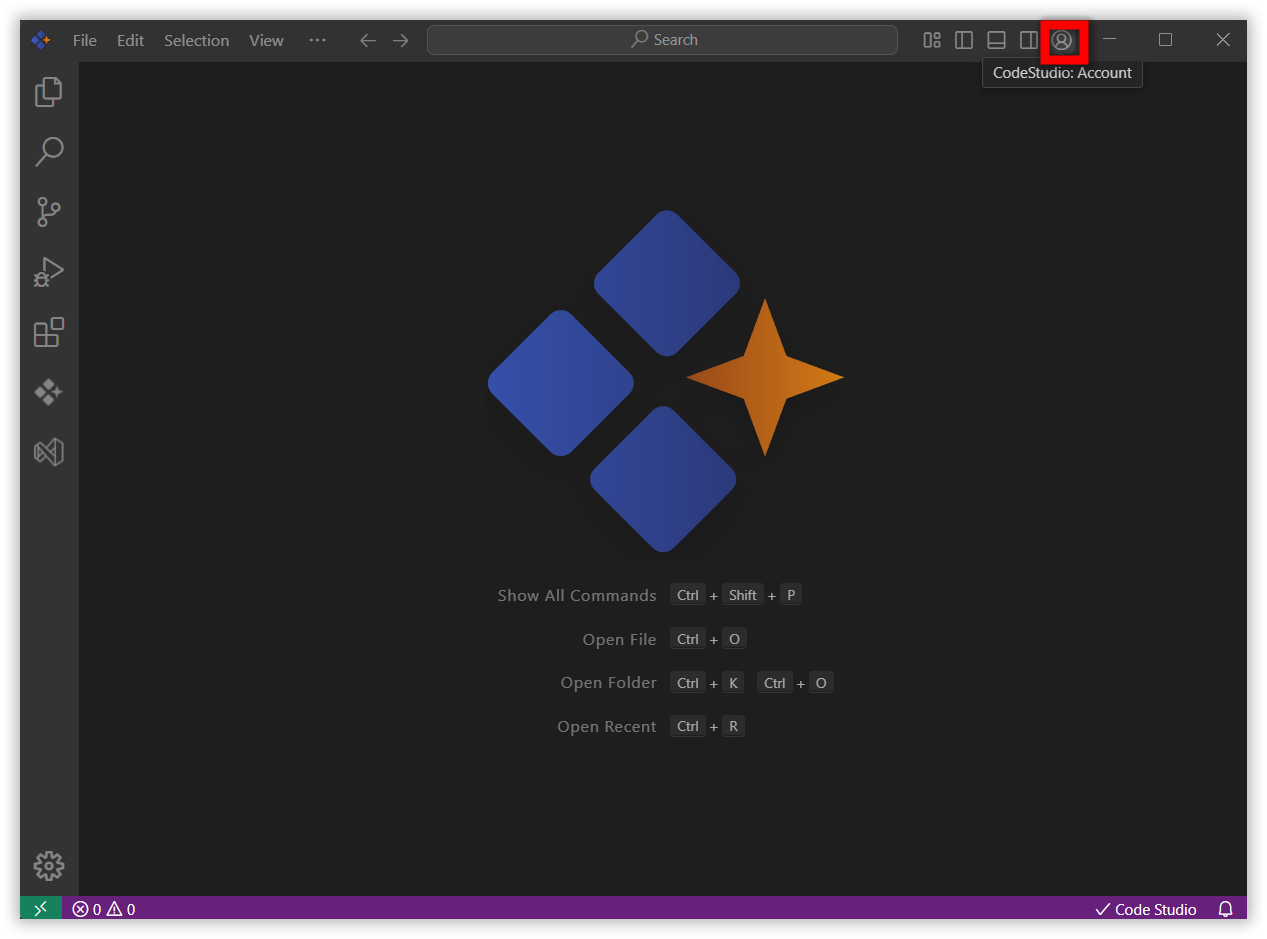 File Edit Selection View ··· Search
CodeStudio: Account
Show All Commands Ctrl + Shift + P
Open File Ctrl + O
Open Folder Ctrl + K Ctrl + O
Open Recent Ctrl + R
0 0 Code Studio